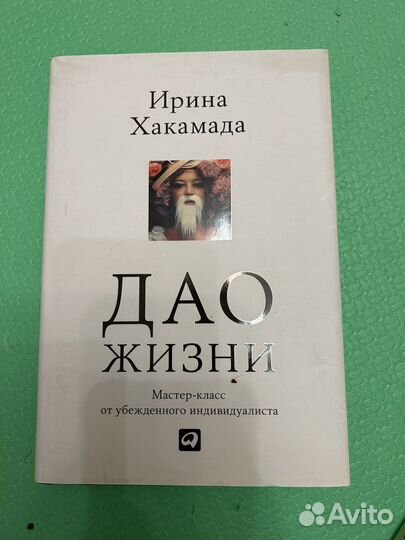 Ирина
Хакамада
ДАО
ЖИЗНИ
Мастер-класс
от убежденного индивидуалиста
Avito